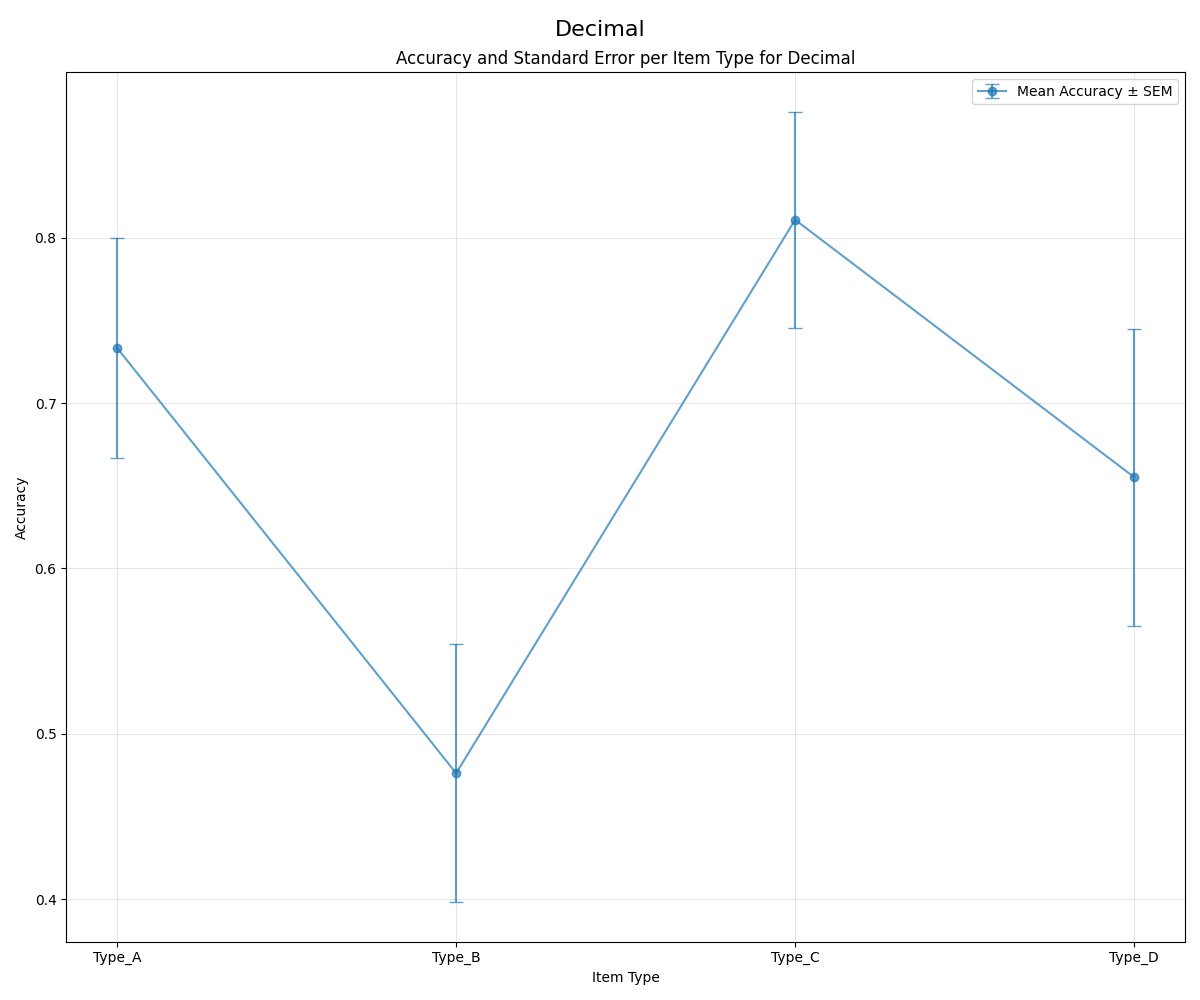 Decimal
Accuracy and Standard Error per Item Type for Decimal
Mean Accuracy ± SEM
0.8
0.7
0.6
0.5
0.4
Accuracy
Type_A
Type_B
Type_C
Type_D
Item Type